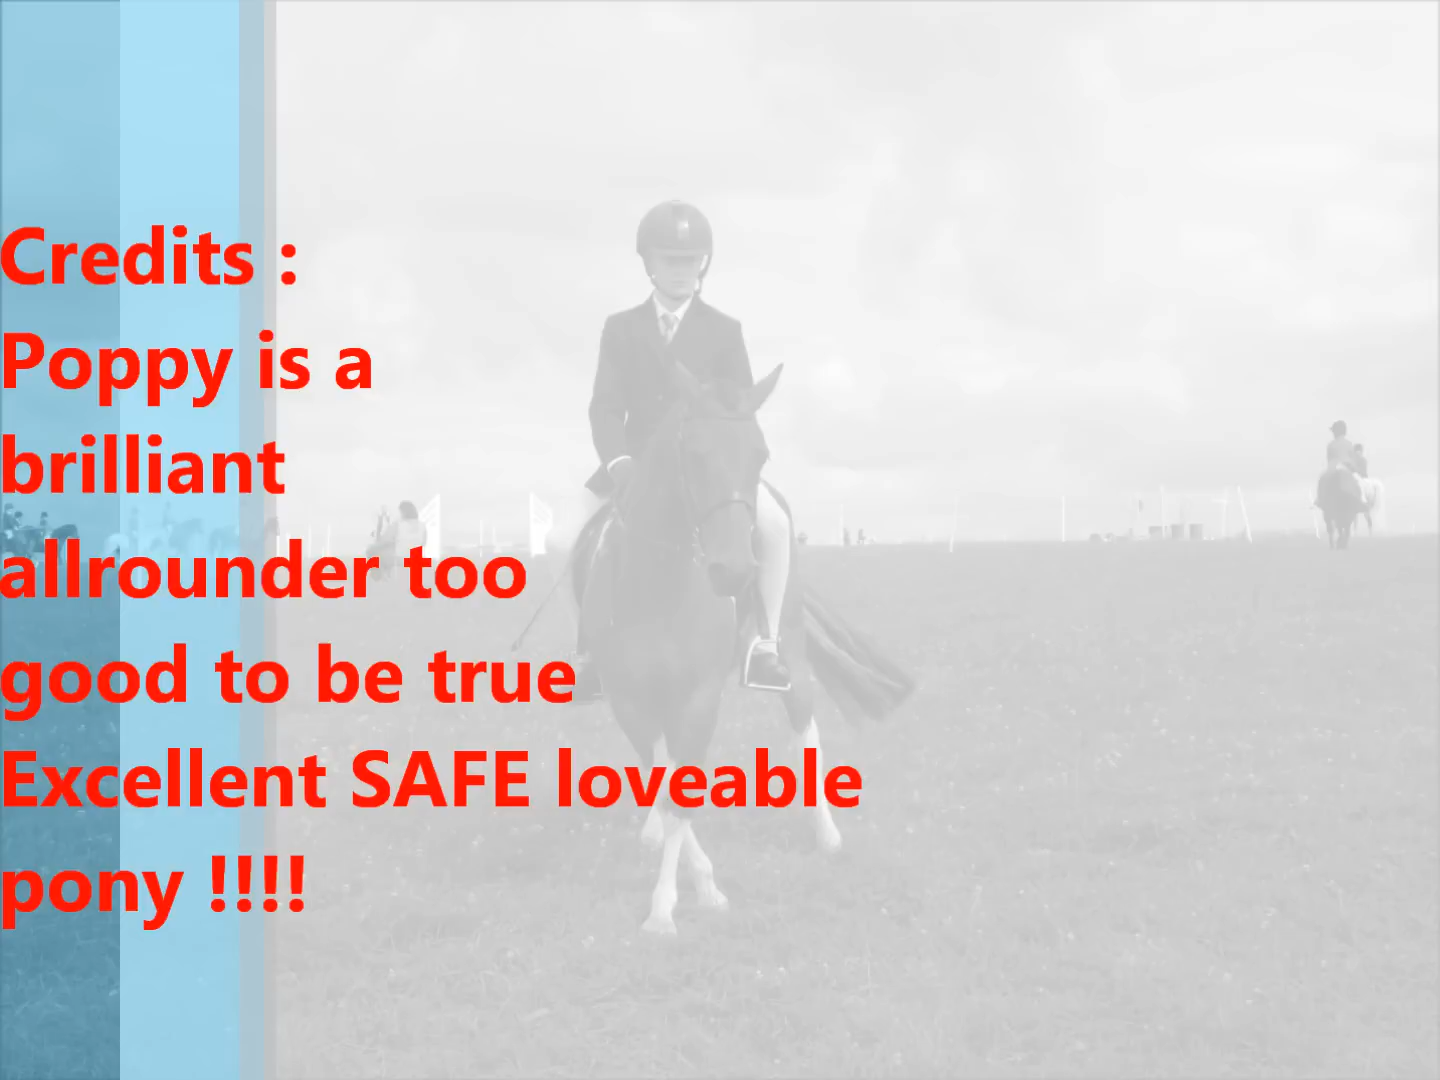 Credits :
Poppy is a
brilliant
allrounder too
good to be true
Excellent SAFE loveable
pony !!!!